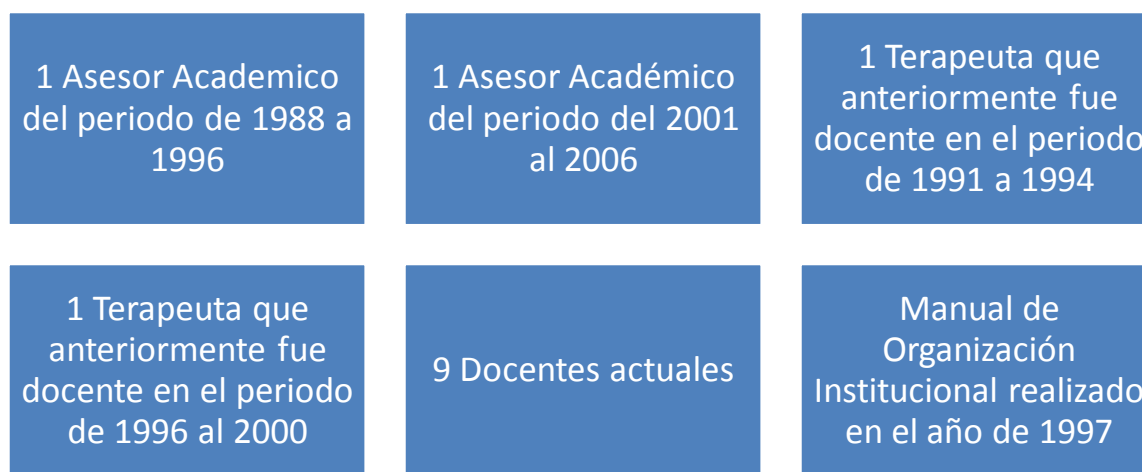 1 Asesor Academico
del periodo de 1988 a
1996
1 Asesor Académico
del periodo del 2001
al 2006
1 Terapeuta que
anteriormente fue
docente en el periodo
de 1991 a 1994
1 Terapeuta que
anteriormente fue
docente en el periodo
de 1996 al 2000
9 Docentes actuales
Manual de
Organización
Institucional realizado
en el año de 1997